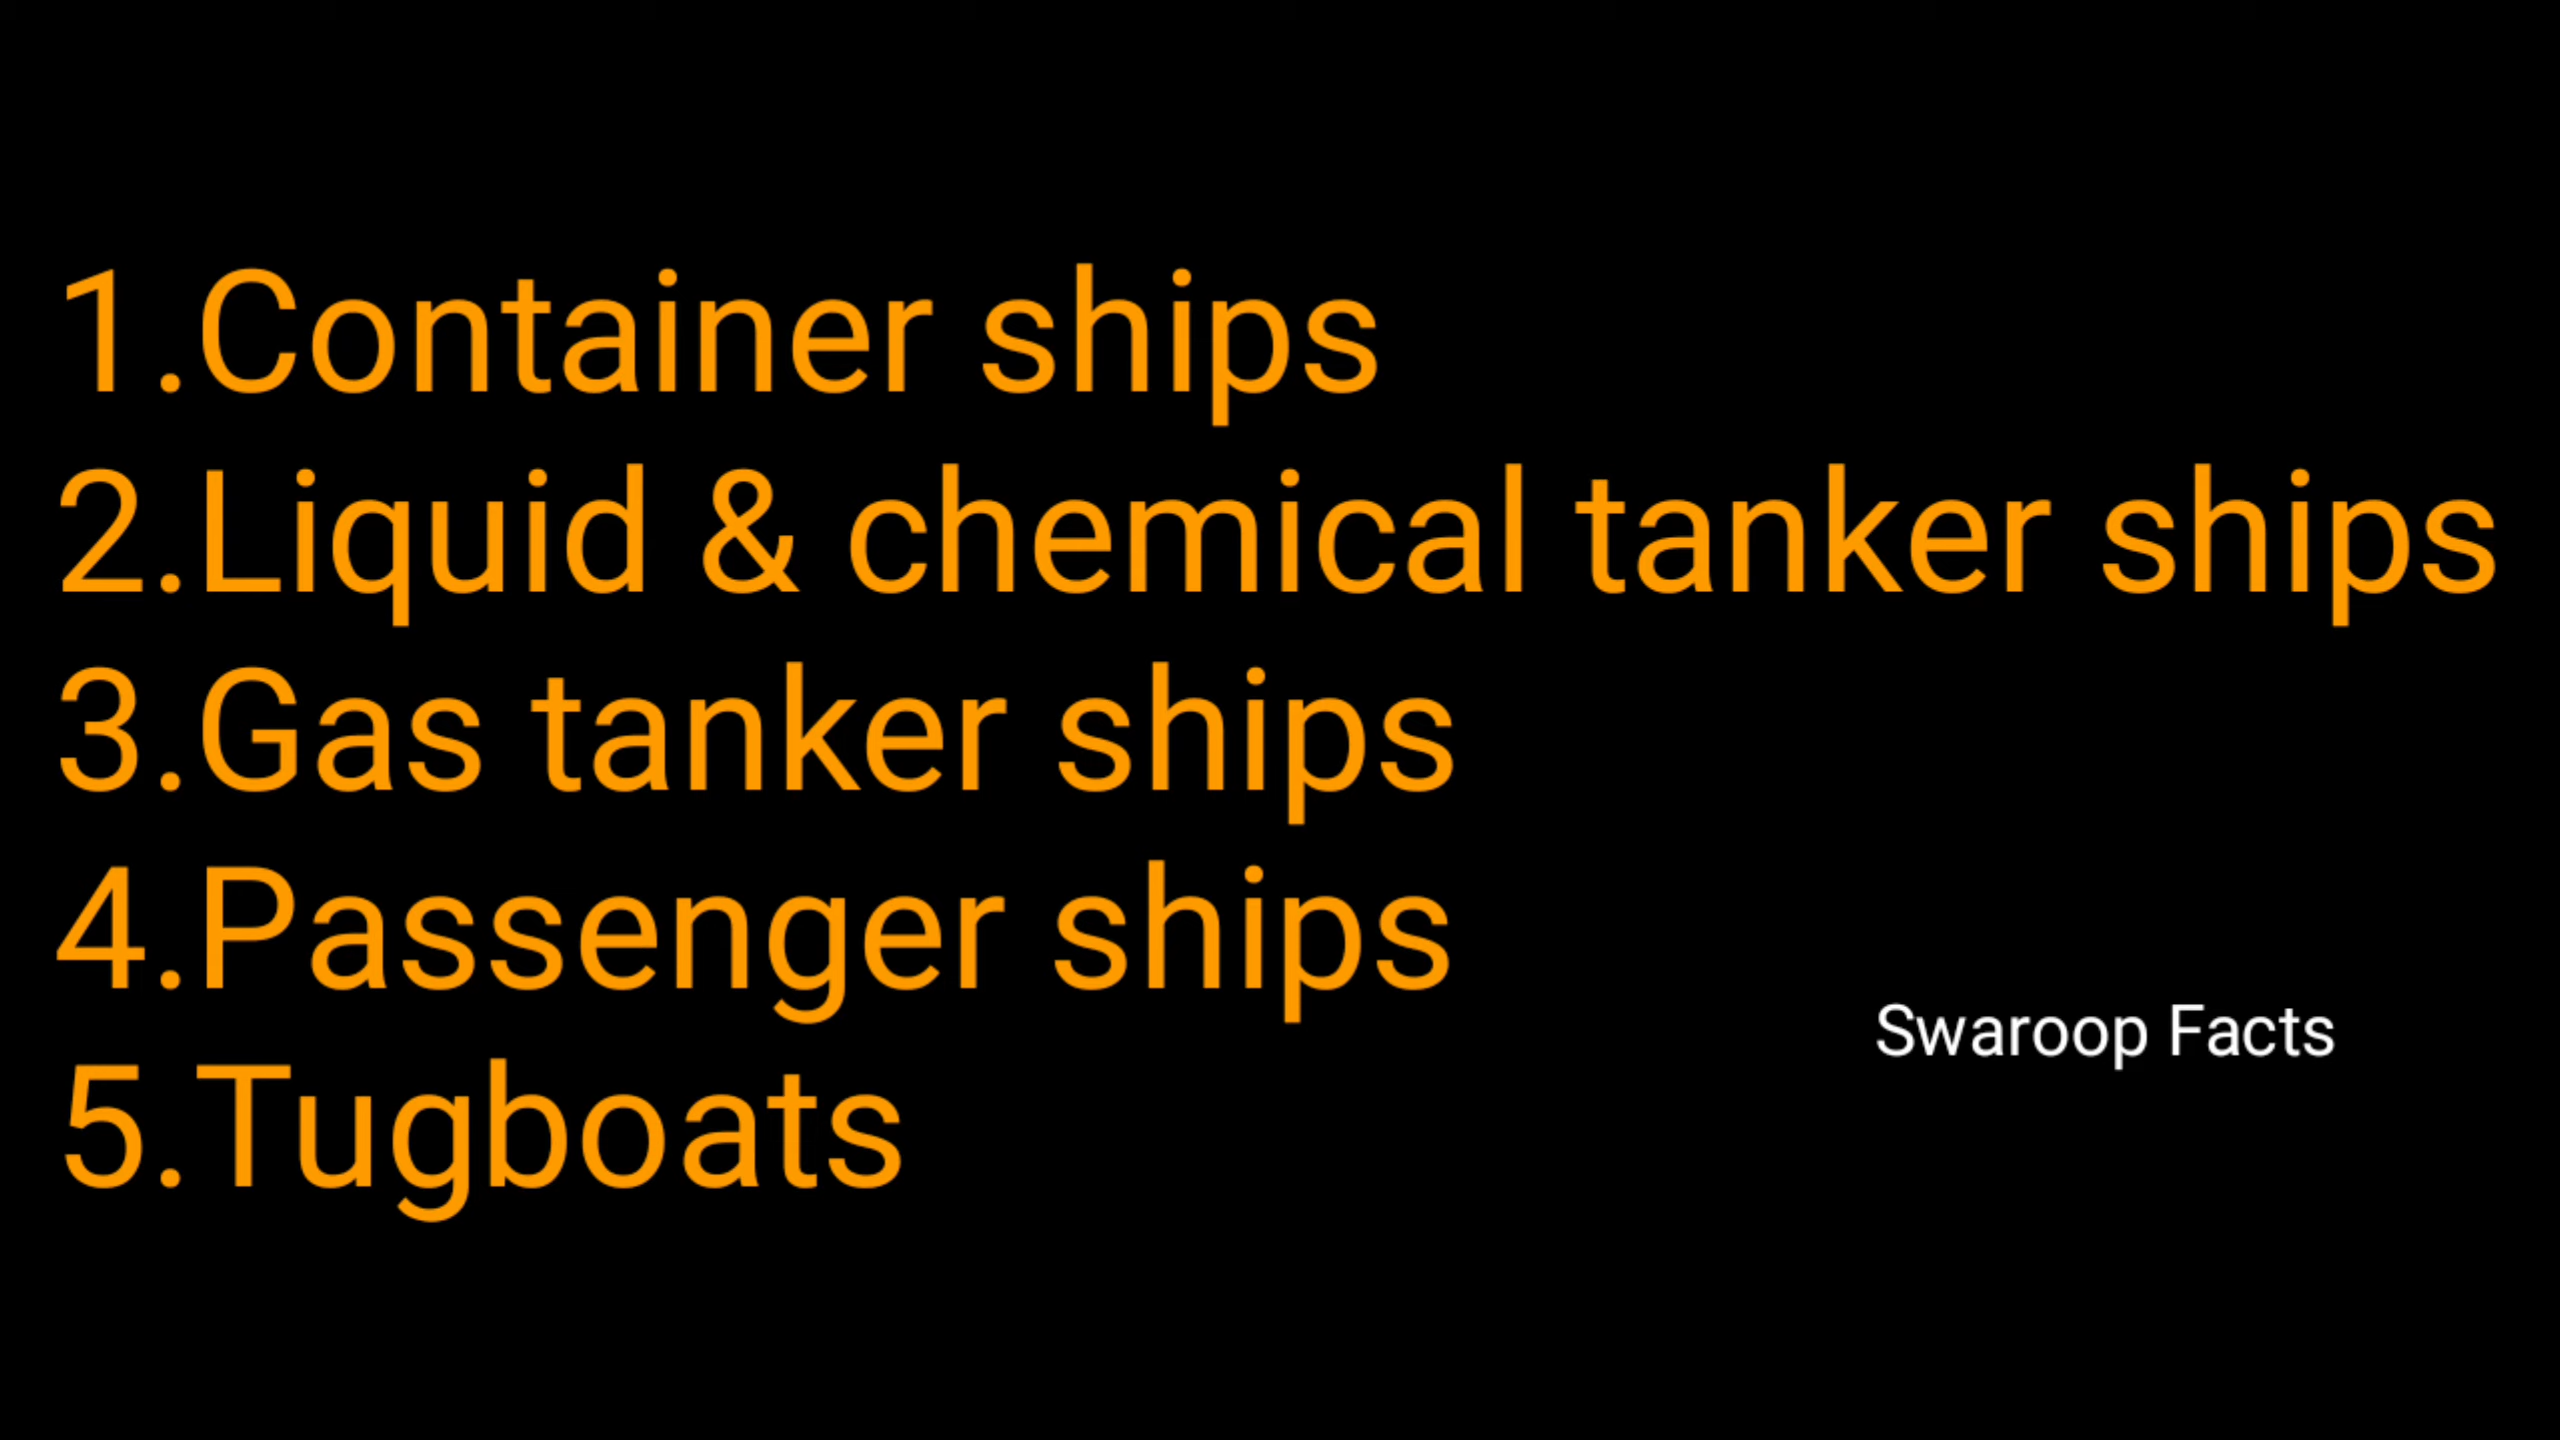 1.Container ships
2.Liquid & chemical tanker ships
3.Gas tanker ships
4.Passenger ships
Swaroop Facts
5.Tugboats